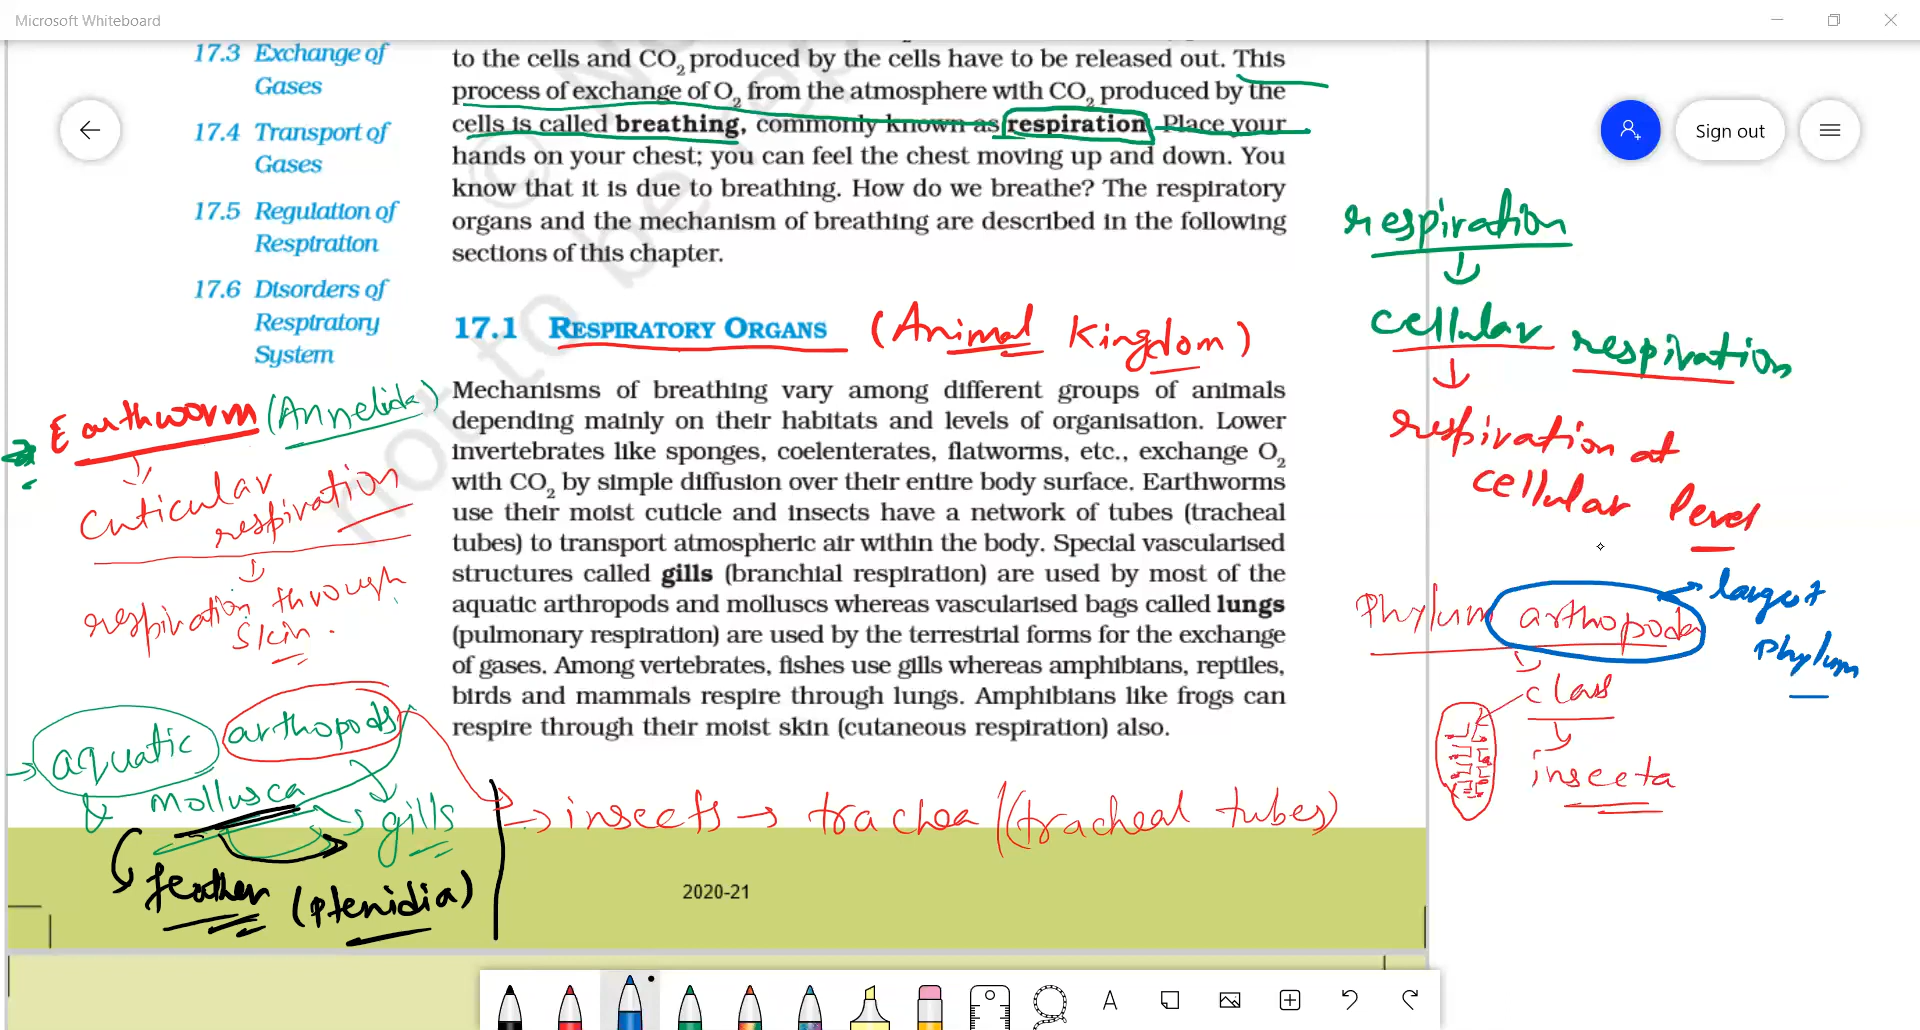 Microsoft Whiteboard
Sign out
17.3 Exchange of
Gases
17.4 Transport of
Gases
17.5 Regulation of
Respiration
17.6 Disorders of
Respiratory
System
to the cells and CO2 produced by the cells have to be released out. This
process of exchange of O2 from the atmosphere with CO2 produced by the
cells is called breathing, commonly known as respiration. Place your
hands on your chest; you can feel the chest moving up and down. You
know that it is due to breathing. How do we breathe? The respiratory
organs and the mechanism of breathing are described in the following
sections of this chapter.
17.1 RESPIRATORY ORGANS (Animal Kingdom)
Mechanisms of breathing vary among different groups of animals
depending mainly on their habitats and levels of organisation. Lower
invertebrates like sponges, coelenterates, flatworms, etc., exchange O2
with CO2 by simple diffusion over their entire body surface. Earthworms
use their moist cuticle and insects have a network of tubes (tracheal
tubes) to transport atmospheric air within the body. Special vascularised
structures called gills (branchial respiration) are used by most of the
aquatic arthropods and molluscs whereas vascularised bags called lungs
(pulmonary respiration) are used by the terrestrial forms for the exchange
of gases. Among vertebrates, fishes use gills whereas amphibians, reptiles,
birds and mammals respire through lungs. Amphibians like frogs can
respire through their moist skin (cutaneous respiration) also.
Earthworm (Annelida)
Cuticular
respiration
respiration through
skin.
aquatic arthopods
& mollusca
gills
feather (Ptenidia)
→ insects → trachea (tracheal tubes)
2020-21
respiration
cellular respiration
respiration at
cellular level
Phylum arthopoda
largest
phylum
class
insecta
not to be